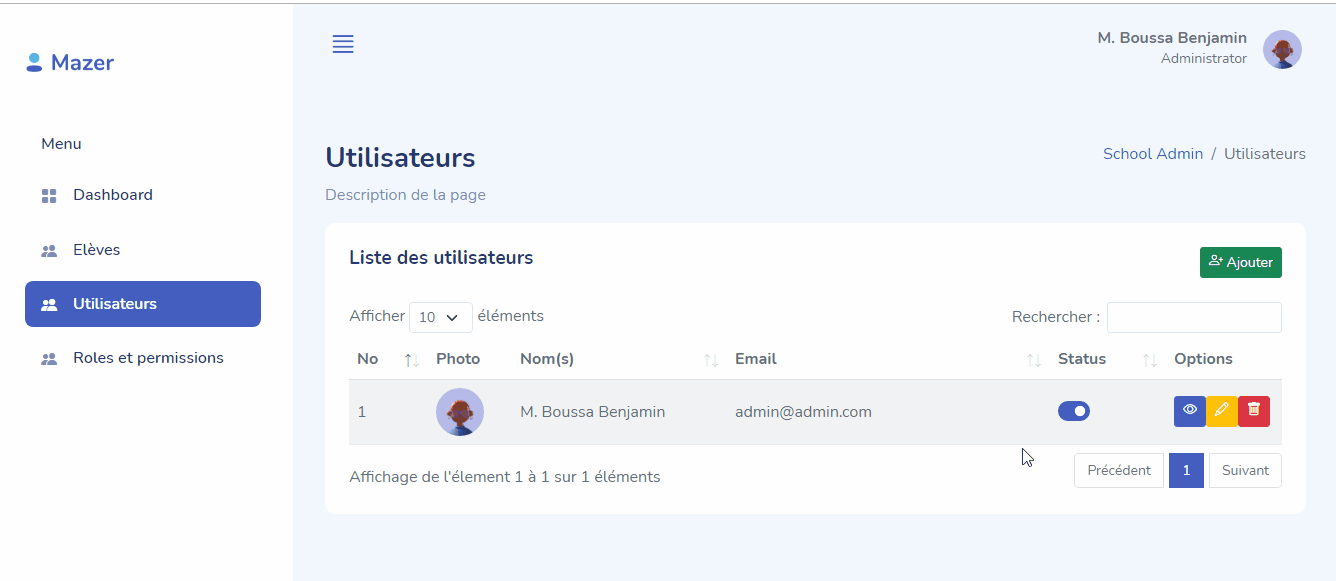 Mazer
M. Boussa Benjamin
Administrator
Menu
Dashboard
Elèves
Utilisateurs
Roles et permissions
Utilisateurs
School Admin / Utilisateurs
Description de la page
Liste des utilisateurs
Ajouter
Afficher 10 éléments
Rechercher :
No Photo Nom(s) Email Status Options
1 M. Boussa Benjamin admin@admin.com
Affichage de l'élement 1 à 1 sur 1 éléments
Précédent 1 Suivant